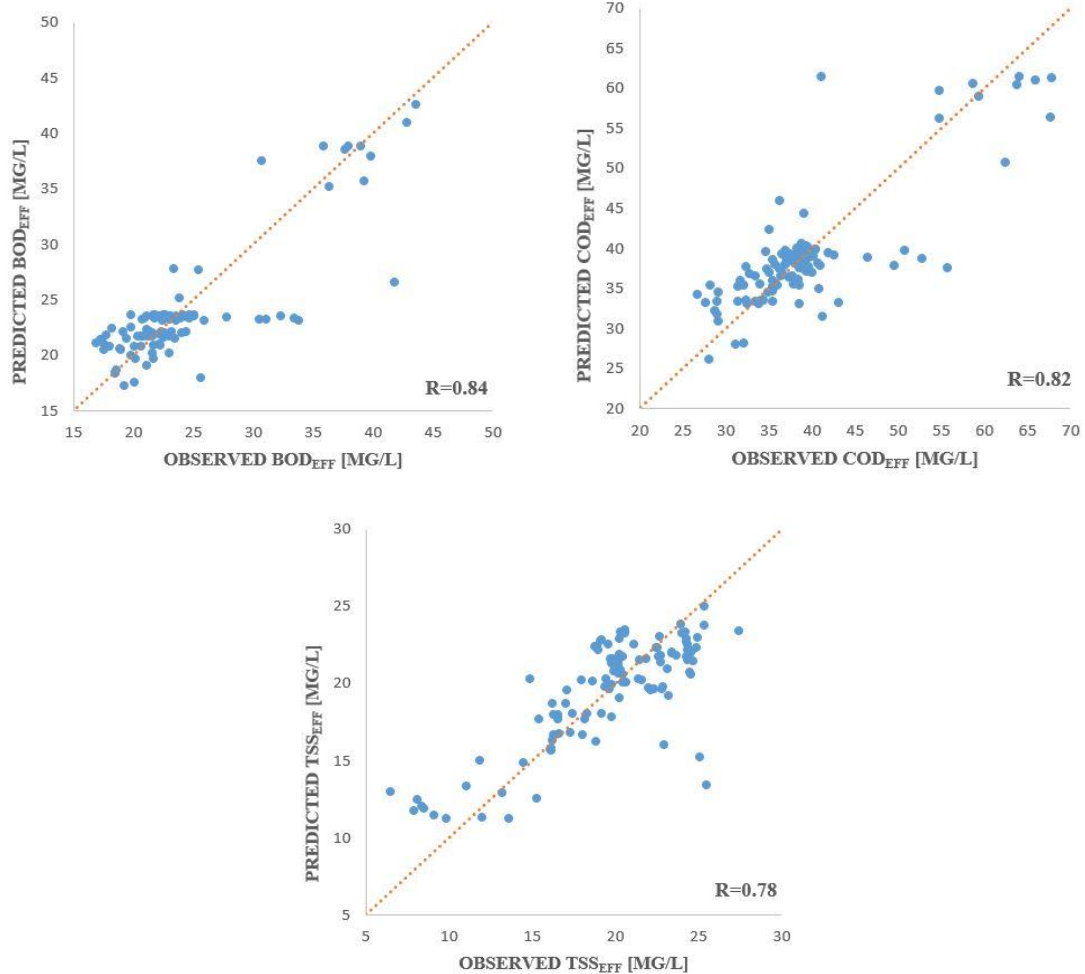 50
45
40
35
30
25
20
15
PREDICTED BOD_EFF [MG/L]
R=0.84
15 20 25 30 35 40 45 50
OBSERVED BOD_EFF [MG/L]
70
65
60
55
50
45
40
35
30
25
20
PREDICTED COD_EFF [MG/L]
R=0.82
20 25 30 35 40 45 50 55 60 65 70
OBSERVED COD_EFF [MG/L]
30
25
20
15
10
5
PREDICTED TSS_EFF [MG/L]
R=0.78
5 10 15 20 25 30
OBSERVED TSS_EFF [MG/L]